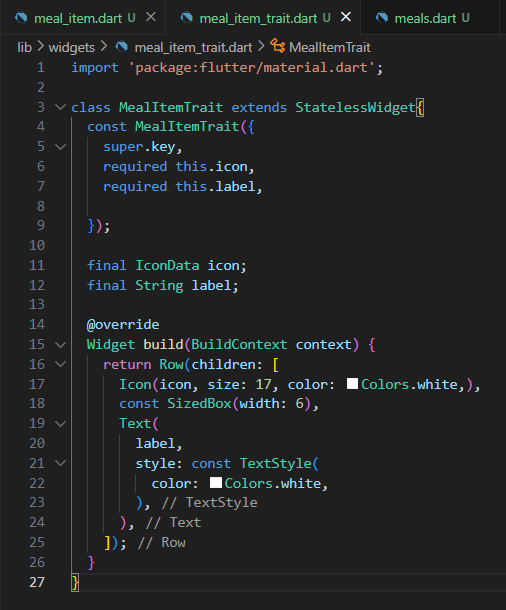 meal_item.dart U
meal_item_trait.dart U ×
meals.dart U
lib > widgets > meal_item_trait.dart > MealItemTrait
1 import 'package:flutter/material.dart';
2
3 class MealItemTrait extends StatelessWidget{
4   const MealItemTrait({
5     super.key,
6     required this.icon,
7     required this.label,
8
9   });
10
11   final IconData icon;
12   final String label;
13
14   @override
15   Widget build(BuildContext context) {
16     return Row(children: [
17       Icon(icon, size: 17, color: Colors.white,),
18       const SizedBox(width: 6),
19       Text(
20         label,
21         style: const TextStyle(
22           color: Colors.white,
23         ), // TextStyle
24       ), // Text
25     ]); // Row
26   }
27 }